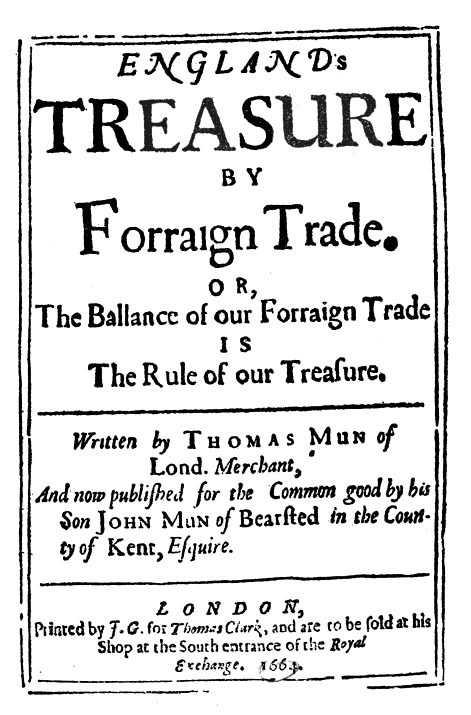 ENGLAND's
TREASURE
BY
Forraign Trade.
OR,
The Ballance of our Forraign Trade
IS
The Rule of our Treaſure.
Written by THOMAS MUN of
Lond. Merchant,
And now publiſhed for the Common good by his
Son JOHN MUN of Bearſted in the Coun-
ty of Kent, Eſquire.
LONDON,
Printed by J.G. for Thomas Clark, and are to be ſold at his
Shop at the South entrance of the Royal
Exchange. 1664.